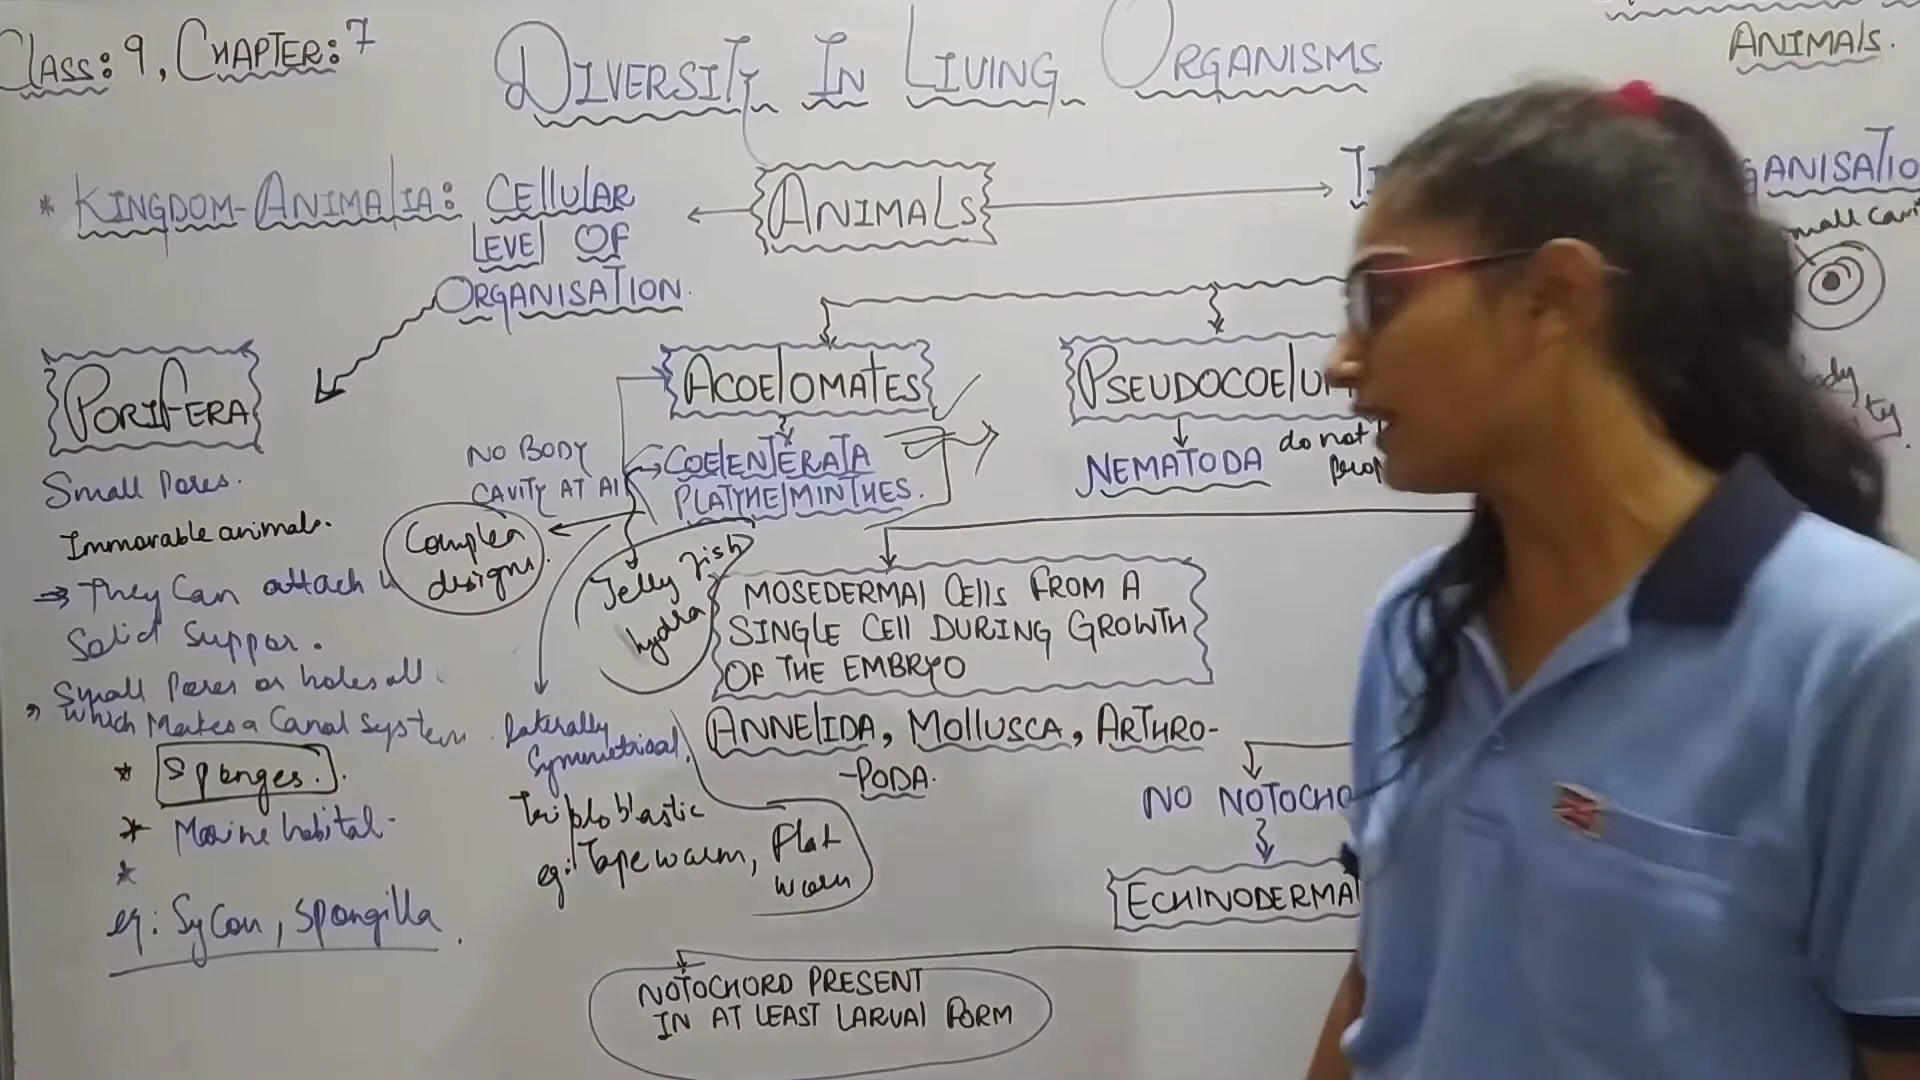 CLASS: 9, CHAPTER: 7
DIVERSITY IN LIVING ORGANISMS
ANIMALS.
* KINGDOM-ANIMALIA: CELLULAR
LEVEL OF
ORGANISATION.
ANIMALS
GANISATIO
small
PORIFERA
Small Pores.
Immovable animals.
⇒ They Can attach
Solid Suppor.
Small Pores or holes all
which Makes a Canal System
* Sponges.
* Marine habital-
*
eg: Sycon, Spongilla
ACOELOMATES
NO BODY
CAVITY AT All
COELENTERATA
PLATYHELMINTHES.
Complex
designs.
Jelly fish
hydra
laterally
Symmetrical.
Triploblastic
eg: Tapeworm, Flat
worm
PSEUDOCOELO
NEMATODA
do not
MOSEDERMAL CELLS FROM A
SINGLE CELL DURING GROWTH
OF THE EMBRYO
ANNELIDA, MOLLUSCA, ARTHRO-
-PODA.
NO NOTOCHO
ECHINODERMA
NOTOCHORD PRESENT
IN AT LEAST LARVAL FORM